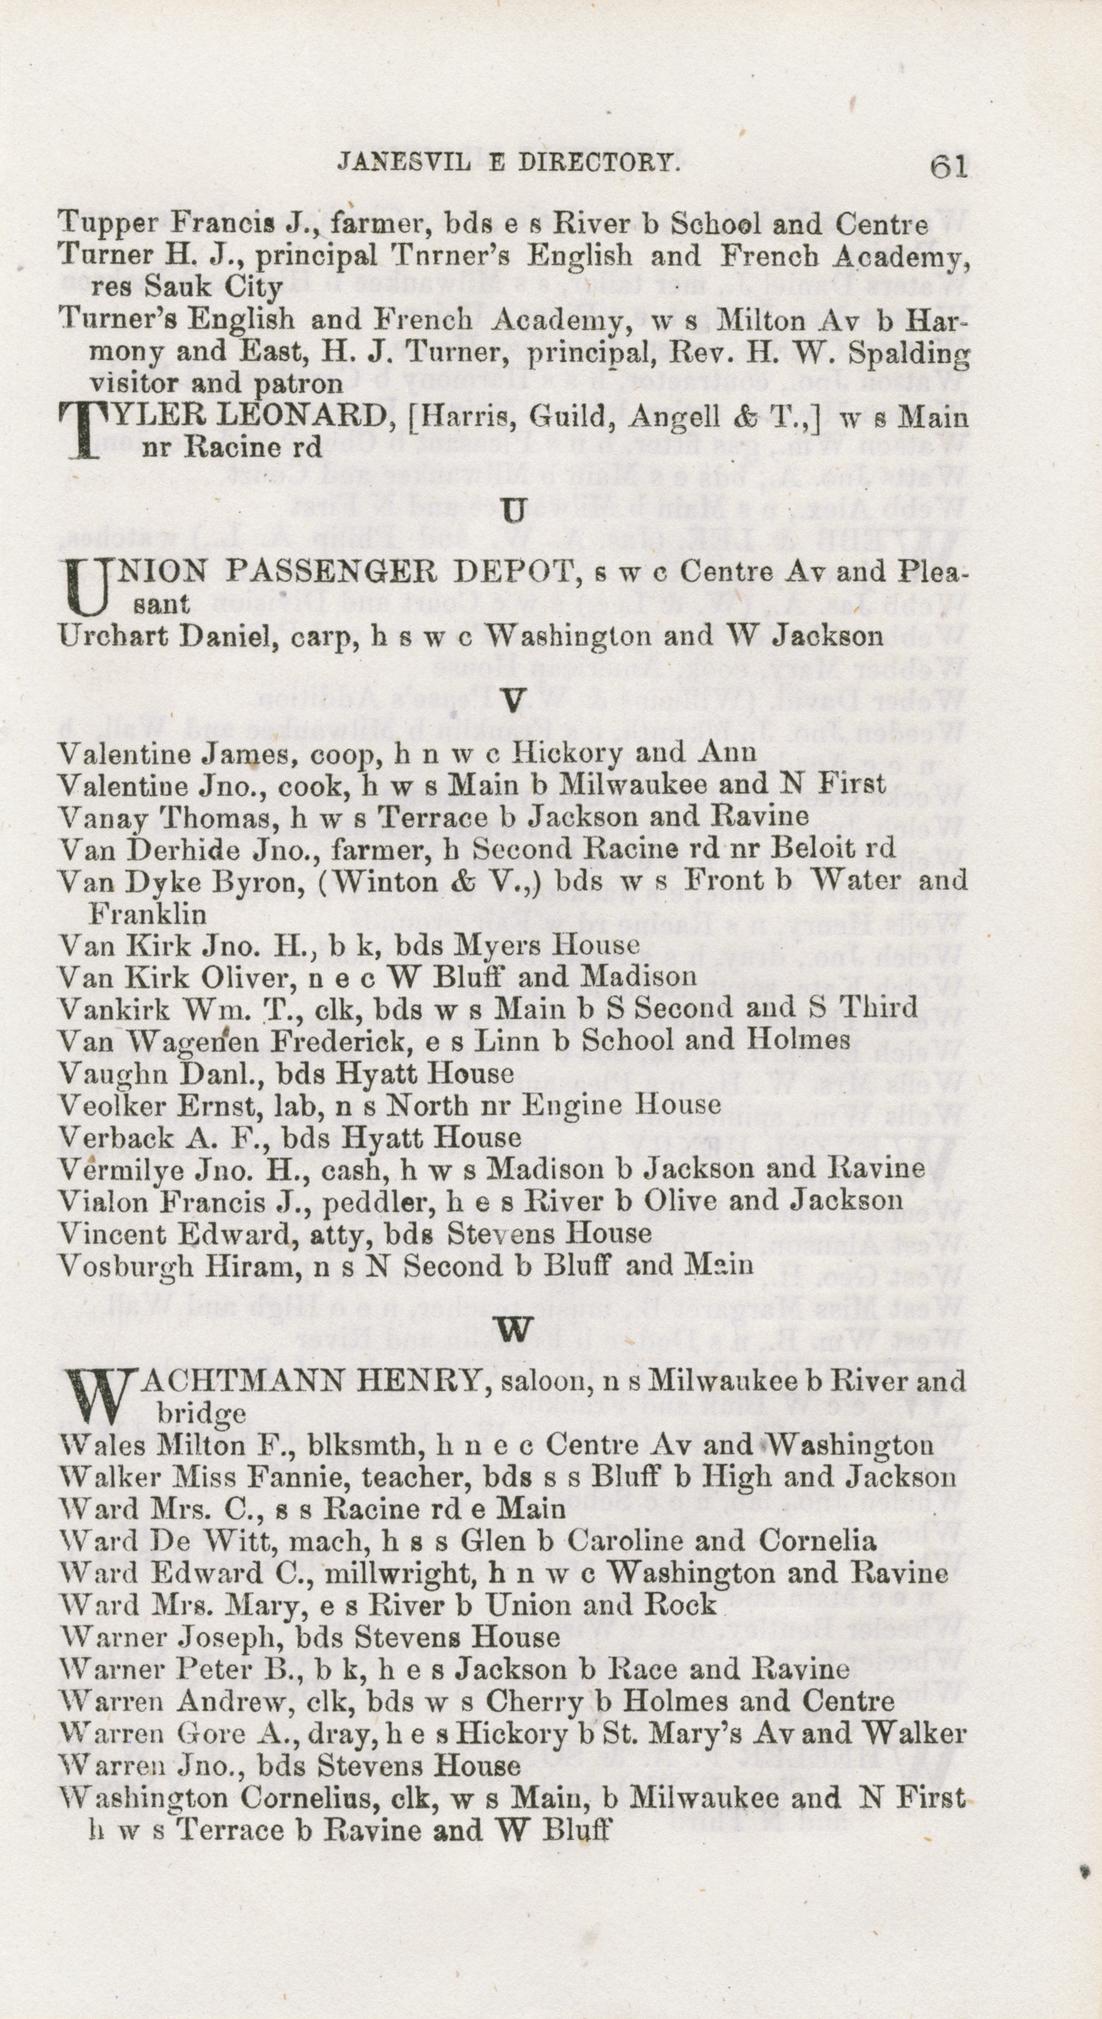 JANESVIL E DIRECTORY. 61
Tupper Francis J., farmer, bds e s River b School and Centre
Turner H. J., principal Tnrner's English and French Academy,
res Sauk City
Turner's English and French Academy, w s Milton Av b Har-
mony and East, H. J. Turner, principal, Rev. H. W. Spalding
visitor and patron
TYLER LEONARD, [Harris, Guild, Angell & T.,] w s Main
nr Racine rd
U
UNION PASSENGER DEPOT, s w c Centre Av and Plea-
sant
Urchart Daniel, carp, h s w c Washington and W Jackson
V
Valentine James, coop, h n w c Hickory and Ann
Valentine Jno., cook, h w s Main b Milwaukee and N First
Vanay Thomas, h w s Terrace b Jackson and Ravine
Van Derhide Jno., farmer, h Second Racine rd nr Beloit rd
Van Dyke Byron, (Winton & V.,) bds w s Front b Water and
Franklin
Van Kirk Jno. H., b k, bds Myers House
Van Kirk Oliver, n e c W Bluff and Madison
Vankirk Wm. T., clk, bds w s Main b S Second and S Third
Van Wagenen Frederick, e s Linn b School and Holmes
Vaughn Danl., bds Hyatt House
Veolker Ernst, lab, n s North nr Engine House
Verback A. F., bds Hyatt House
Vermilye Jno. H., cash, h w s Madison b Jackson and Ravine
Vialon Francis J., peddler, h e s River b Olive and Jackson
Vincent Edward, atty, bds Stevens House
Vosburgh Hiram, n s N Second b Bluff and Main
W
WACHTMANN HENRY, saloon, n s Milwaukee b River and
bridge
Wales Milton F., blksmth, h n e c Centre Av and Washington
Walker Miss Fannie, teacher, bds s s Bluff b High and Jackson
Ward Mrs. C., s s Racine rd e Main
Ward De Witt, mach, h s s Glen b Caroline and Cornelia
Ward Edward C., millwright, h n w c Washington and Ravine
Ward Mrs. Mary, e s River b Union and Rock
Warner Joseph, bds Stevens House
Warner Peter B., b k, h e s Jackson b Race and Ravine
Warren Andrew, clk, bds w s Cherry b Holmes and Centre
Warren Gore A., dray, h e s Hickory b St. Mary's Av and Walker
Warren Jno., bds Stevens House
Washington Cornelius, clk, w s Main, b Milwaukee and N First
h w s Terrace b Ravine and W Bluff